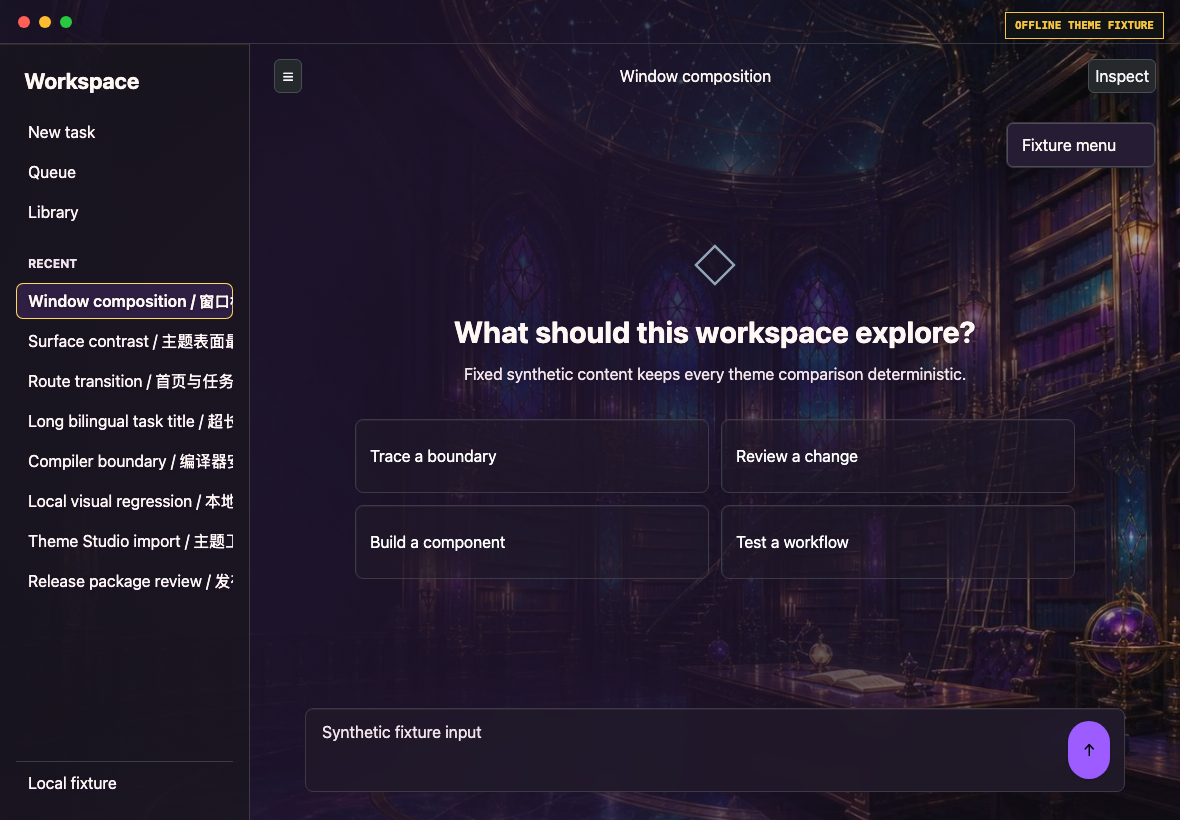 OFFLINE THEME FIXTURE
Workspace
Window composition
Inspect
New task
Fixture menu
Queue
Library
RECENT
Window composition / 窗口
Surface contrast / 主题表面
Route transition / 首页与任务
Long bilingual task title / 超
Compiler boundary / 编译器
Local visual regression / 本地
Theme Studio import / 主题
Release package review / 发
Local fixture
What should this workspace explore?
Fixed synthetic content keeps every theme comparison deterministic.
Trace a boundary
Review a change
Build a component
Test a workflow
Synthetic fixture input